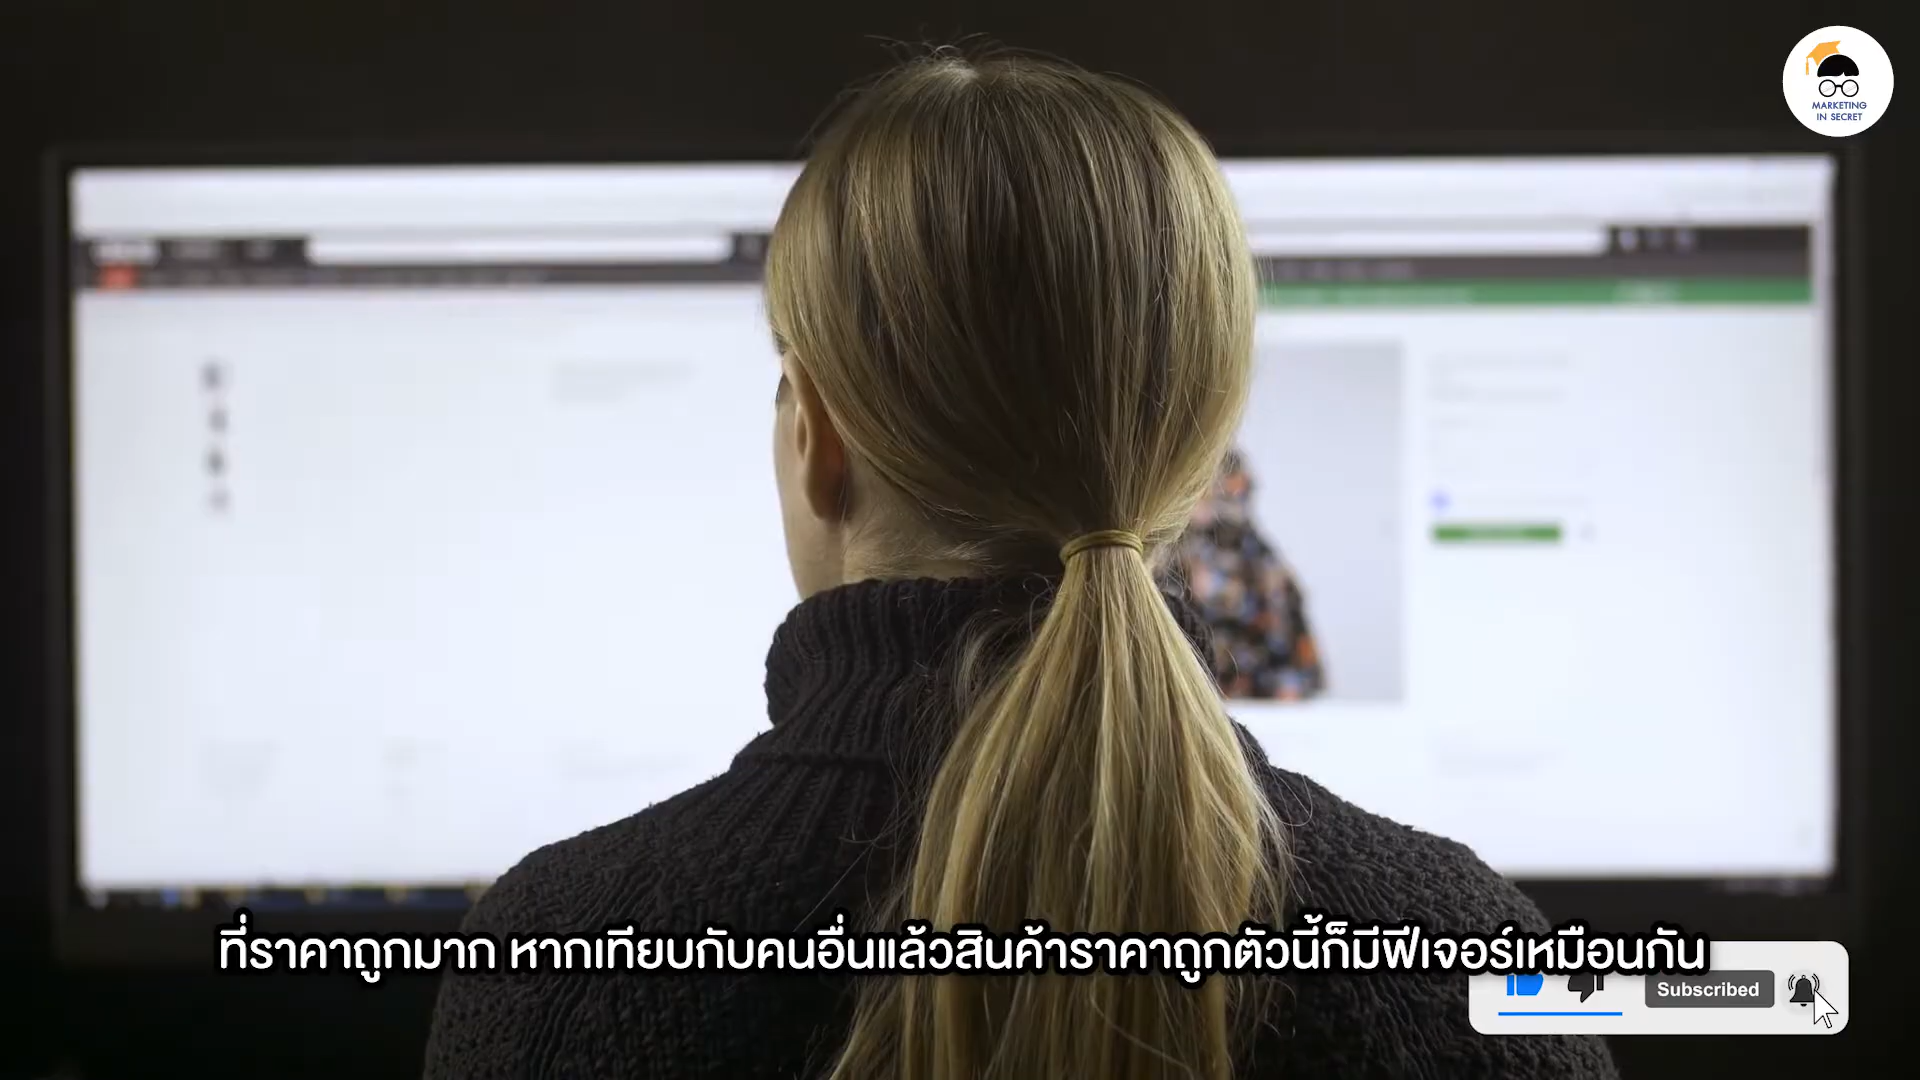 MARKETING
IN SECRET
ที่ราคาถูกมาก หากเทียบกับคนอื่นแล้วสินค้าราคาถูกตัวนี้ก็มีฟีเจอร์เหมือนกัน
Subscribed